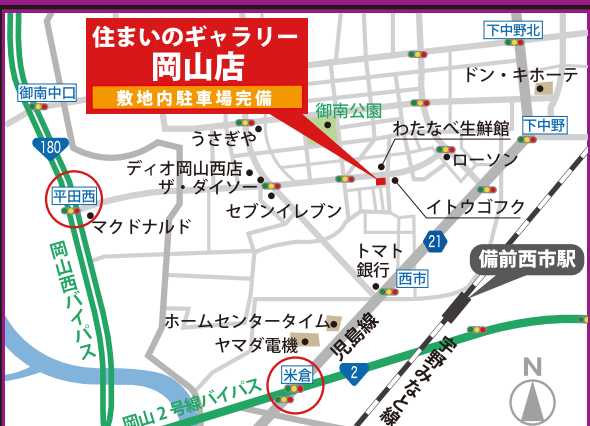 住まいのギャラリー
岡山店
敷地内駐車場完備
下中野北
ドン・キホーテ
御南中口
御南公園
うさぎや
わたなべ生鮮館
下中野
180
ローソン
ディオ岡山西店
ザ・ダイソー
平田西
セブンイレブン
イトウゴフク
マクドナルド
21
岡山西バイパス
トマト
銀行
西市
備前西市駅
ホームセンタータイム
ヤマダ電機
児島線
宇野みなと線
米倉
2
岡山2号線バイパス
N